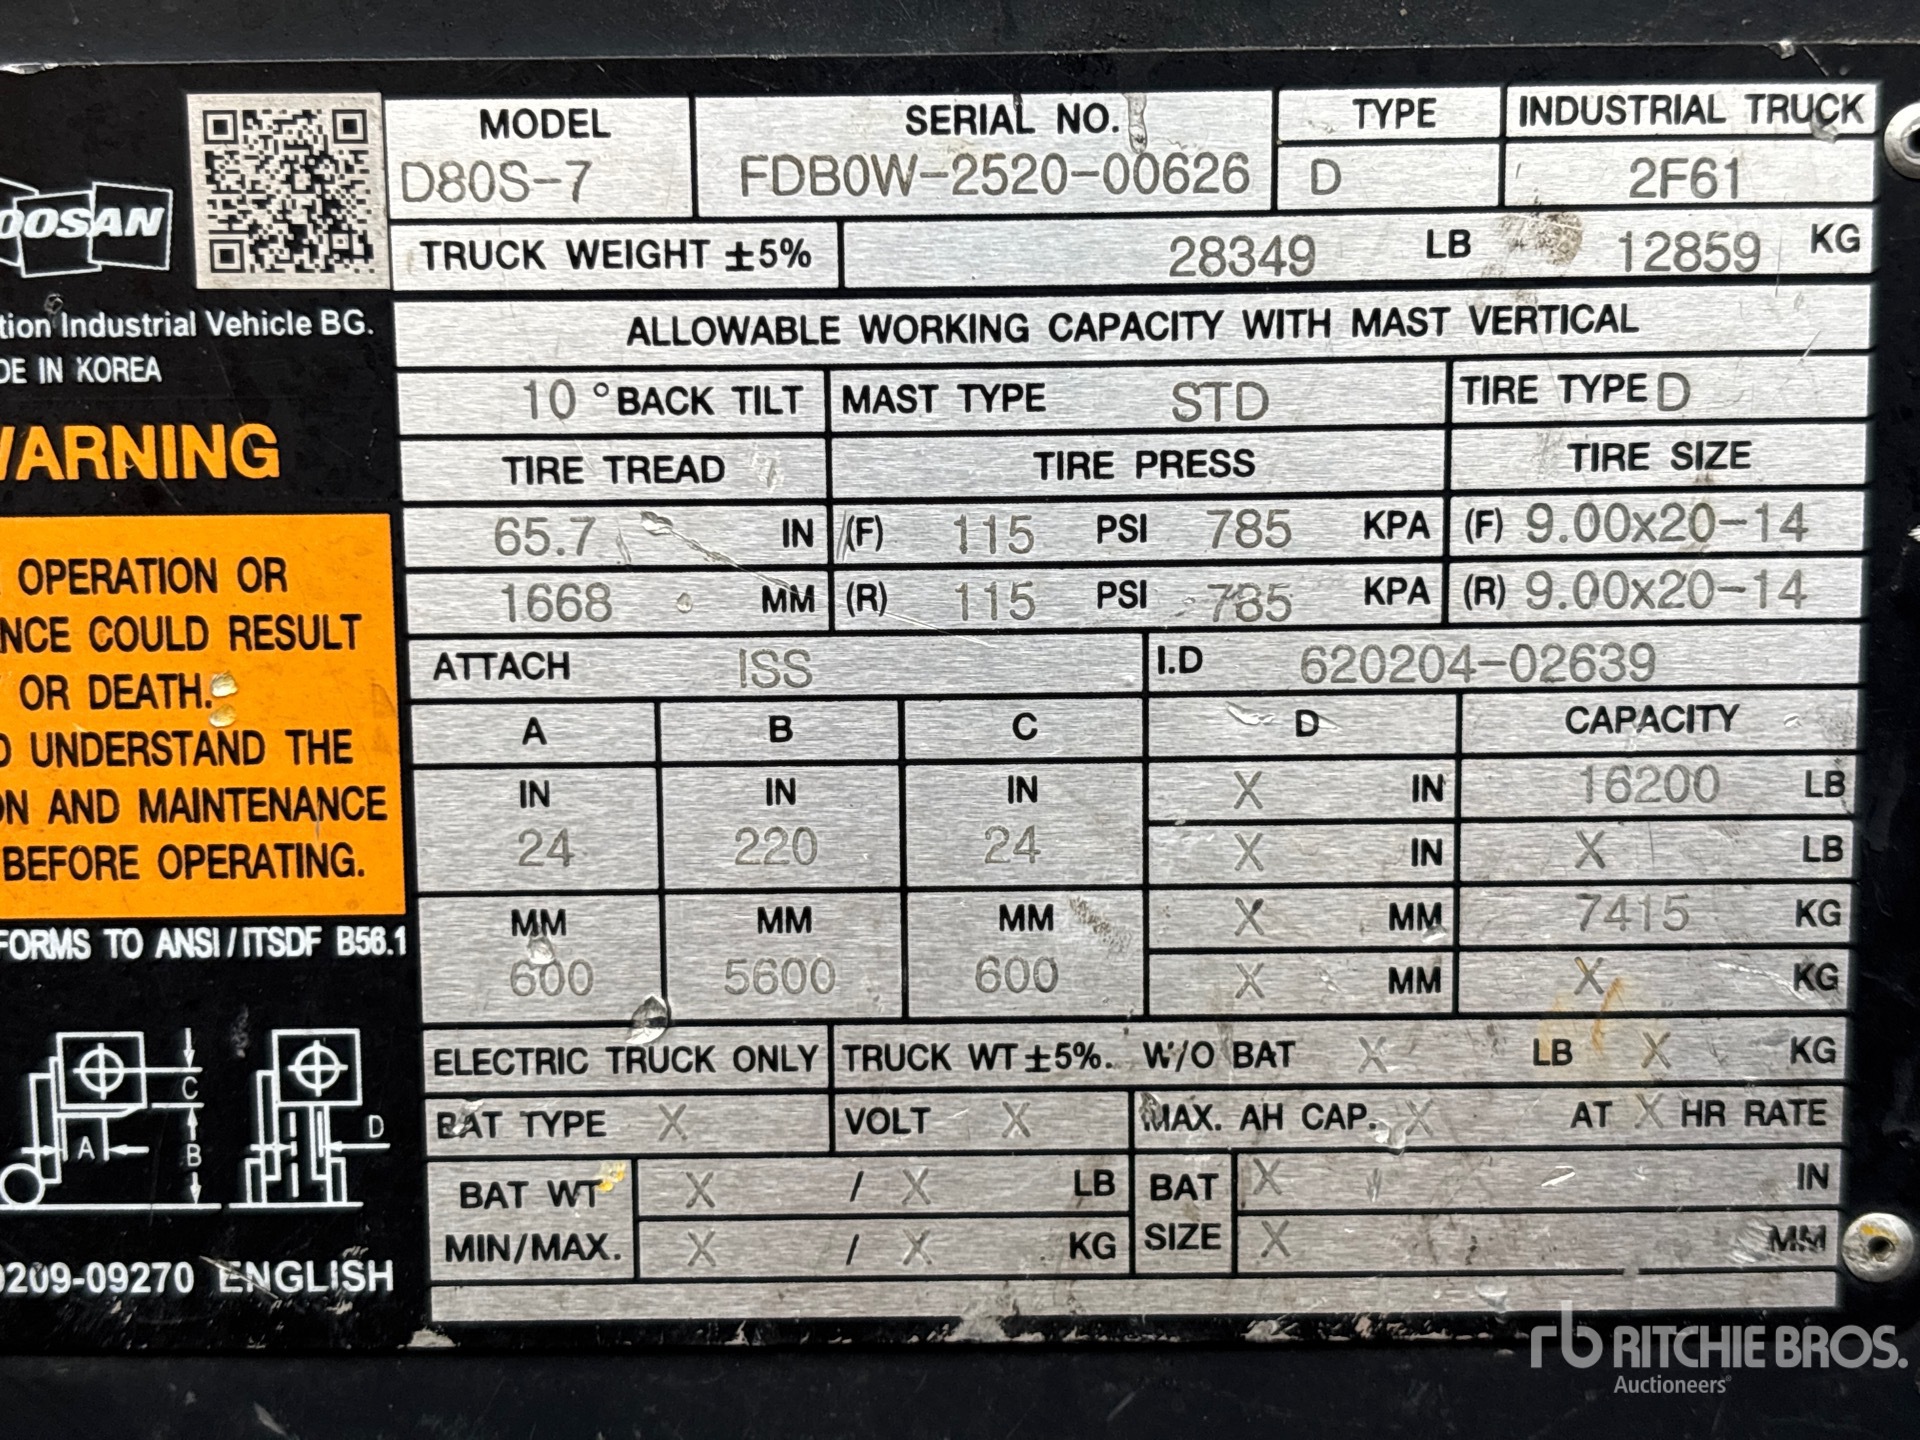 MODEL SERIAL NO. TYPE INDUSTRIAL TRUCK
D80S-7 FDB0W-2520-00626 D 2F61
TRUCK WEIGHT ±5% 28349 LB 12859 KG
ALLOWABLE WORKING CAPACITY WITH MAST VERTICAL
10 °BACK TILT MAST TYPE STD TIRE TYPE D
TIRE TREAD TIRE PRESS TIRE SIZE
65.7 IN (F) 115 PSI 785 KPA (F) 9.00x20-14
1668 MM (R) 115 PSI 785 KPA (R) 9.00x20-14
ATTACH ISS I.D 620204-02639
A B C D CAPACITY
IN IN IN X IN 16200 LB
24 220 24 X IN X LB
MM MM MM X MM 7415 KG
600 5600 600 X MM X KG
ELECTRIC TRUCK ONLY TRUCK WT ±5%. W/O BAT X LB X KG
BAT TYPE X VOLT X MAX. AH CAP. X AT X HR RATE
BAT WT X / X LB BAT X IN
MIN/MAX. X / X KG SIZE X MM
OOSAN
tion Industrial Vehicle BG.
DE IN KOREA
WARNING
OPERATION OR
NCE COULD RESULT
OR DEATH.
D UNDERSTAND THE
ON AND MAINTENANCE
BEFORE OPERATING.
FORMS TO ANSI/ITSDF B56.1
C
A B D
0209-09270 ENGLISH
rb RITCHIE BROS.
Auctioneers